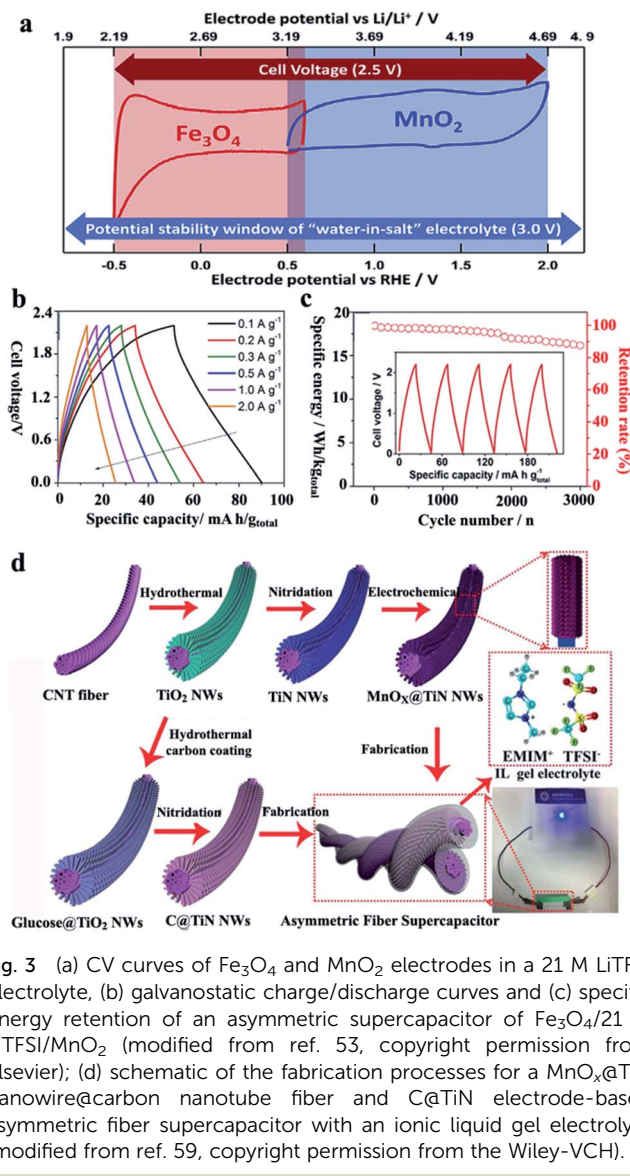 a
Electrode potential vs Li/Li⁺ / V
1.9 2.19 2.69 3.19 3.69 4.19 4.69 4.9
Cell Voltage (2.5 V)
Fe₃O₄
MnO₂
Potential stability window of “water-in-salt” electrolyte (3.0 V)
-0.5 0.0 0.5 1.0 1.5 2.0
Electrode potential vs RHE / V
b
Cell voltage/V
2.4
1.8
1.2
0.6
0.0
0.1 A g⁻¹
0.2 A g⁻¹
0.3 A g⁻¹
0.5 A g⁻¹
1.0 A g⁻¹
2.0 A g⁻¹
0 20 40 60 80 100
Specific capacity/ mA h/gtotal
c
Specific energy / Wh/kgtotal
20
15
10
5
0
Cell voltage / V
2
1
0
0 60 120 180
Specific capacity / mA h gtotal⁻¹
100
80
60
40
20
0
Retention rate (%)
0 1000 2000 3000
Cycle number / n
d
Hydrothermal
Nitridation
Electrochemical
CNT fiber
TiO₂ NWs
TiN NWs
MnOX@TiN NWs
Hydrothermal
carbon coating
Fabrication
EMIM⁺ TFSI⁻
IL gel electrolyte
Nitridation
Fabrication
Glucose@TiO₂ NWs
C@TiN NWs
Asymmetric Fiber Supercapacitor
ig. 3 (a) CV curves of Fe₃O₄ and MnO₂ electrodes in a 21 M LiTF
lectrolyte, (b) galvanostatic charge/discharge curves and (c) specif
nergy retention of an asymmetric supercapacitor of Fe₃O₄/21
TFSI/MnO₂ (modified from ref. 53, copyright permission fro
lsevier); (d) schematic of the fabrication processes for a MnOₓ@T
anowire@carbon nanotube fiber and C@TiN electrode-base
symmetric fiber supercapacitor with an ionic liquid gel electroly
modified from ref. 59, copyright permission from the Wiley-VCH).